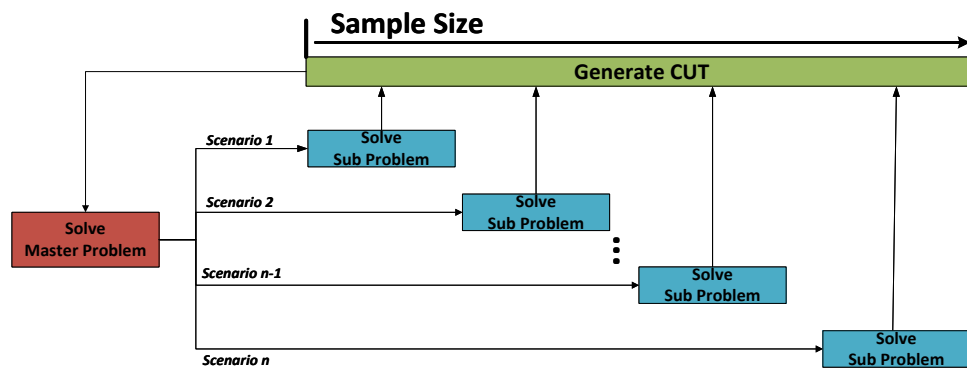 Sample Size
Generate CUT
Scenario 1
Solve
Sub Problem
Scenario 2
Solve
Sub Problem
Solve
Master Problem
Scenario n-1
Solve
Sub Problem
Scenario n
Solve
Sub Problem